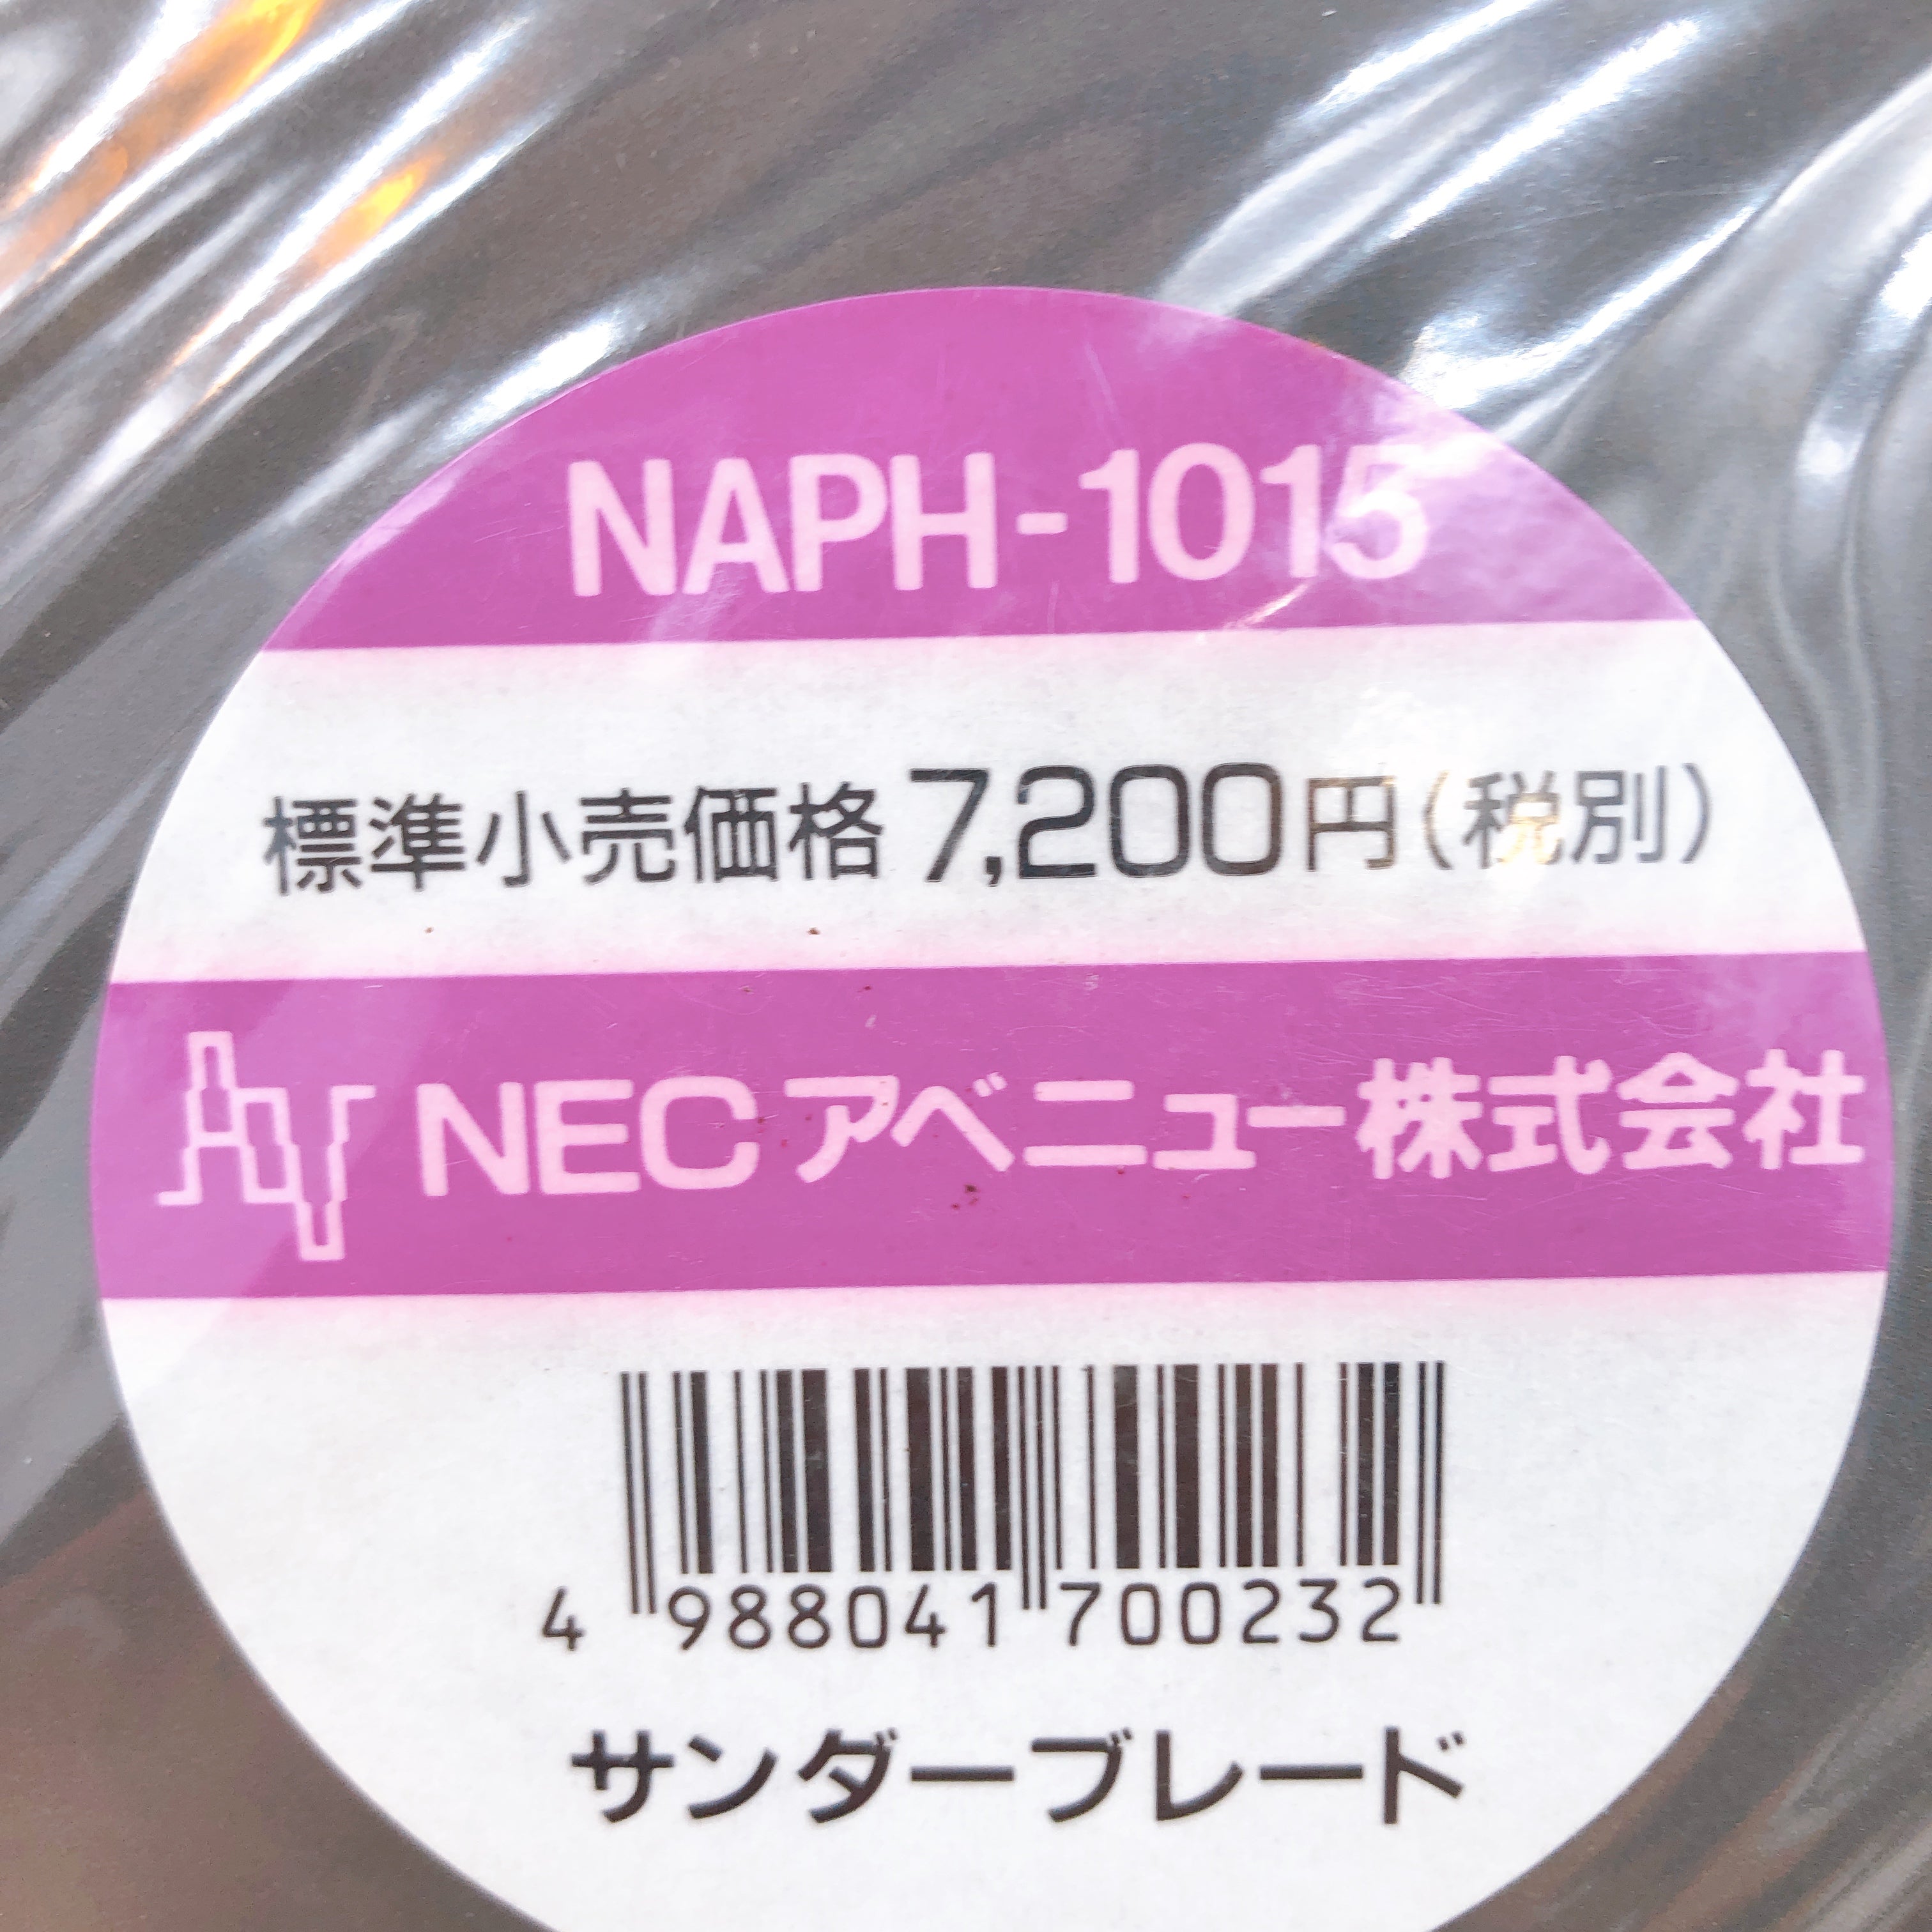 NAPH-1015
標準小売価格7,200円(税別)
NECアベニュー株式会社
4 988041 700232
サンダーブレード